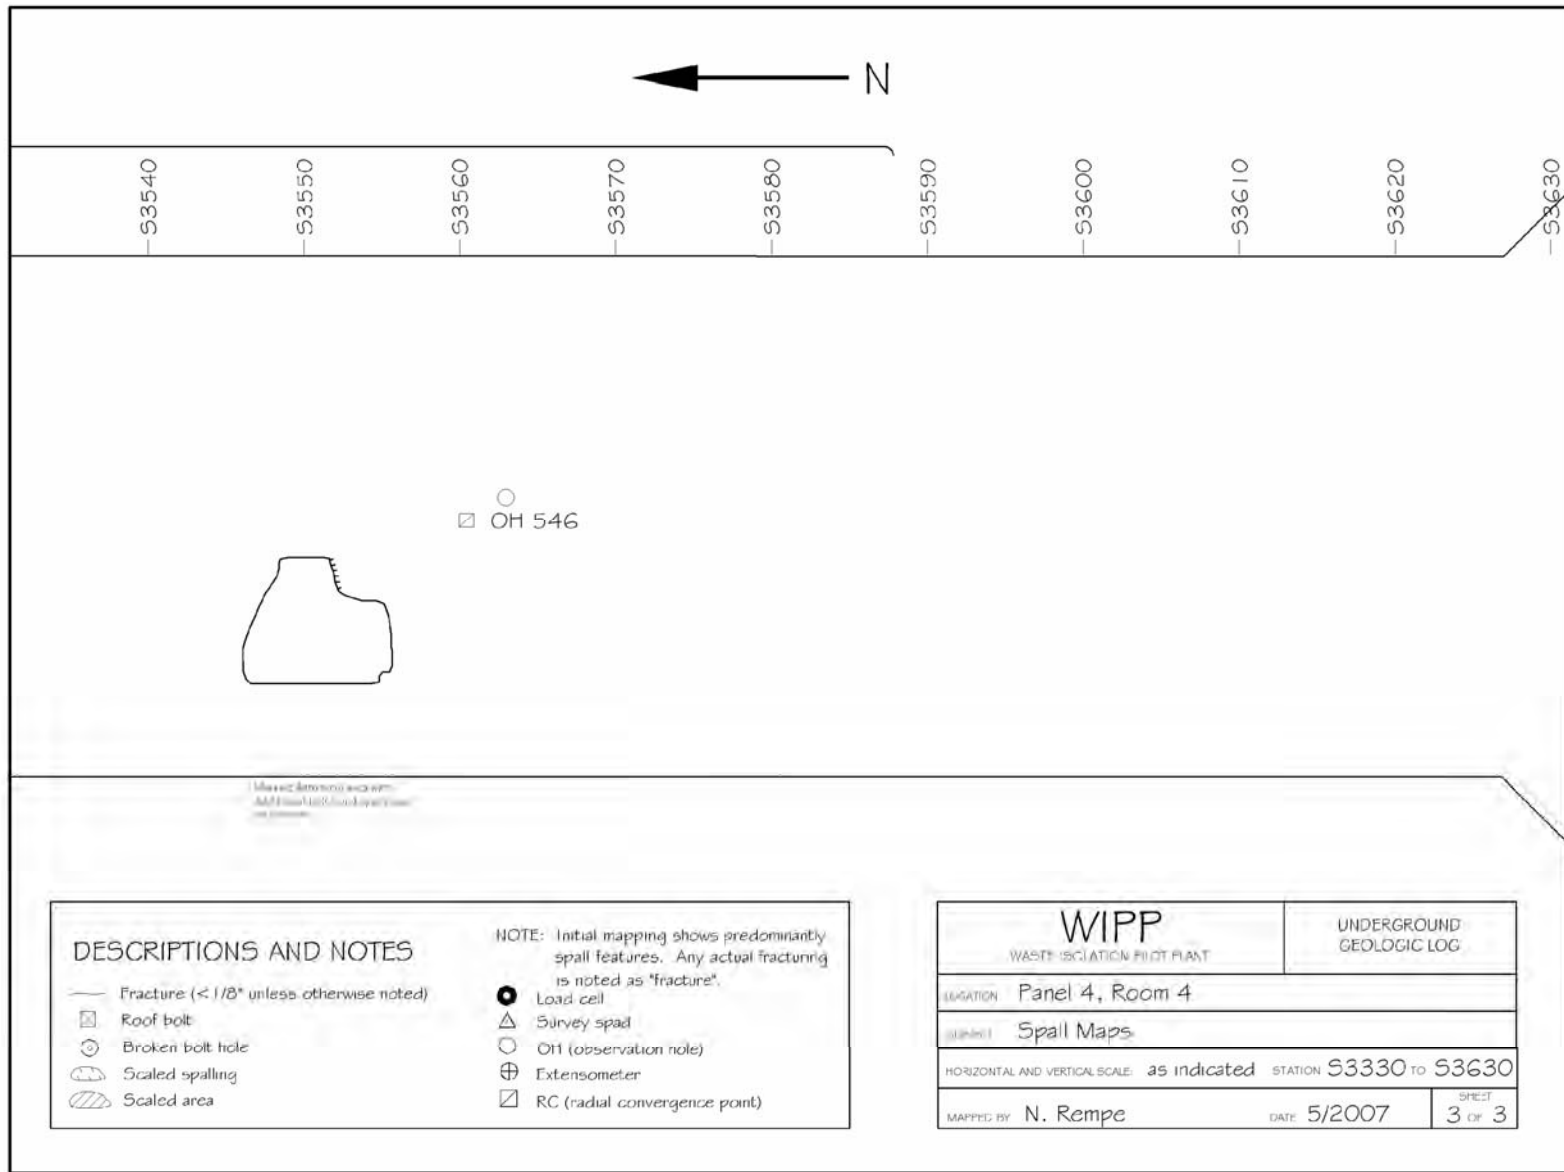 N
S3540
S3550
S3560
S3570
S3580
S3590
S3600
S3610
S3620
S3630
OH 546
DESCRIPTIONS AND NOTES
Fracture (< 1/8" unless otherwise noted)
Roof bolt
Broken bolt hole
Scaled spalling
Scaled area
NOTE: Initial mapping shows predominantly
spall features. Any actual fracturing
is noted as "fracture".
Load cell
Survey spad
OH (observation hole)
Extensometer
RC (radial convergence point)
WIPP
WASTE ISOLATION PILOT PLANT
UNDERGROUND
GEOLOGIC LOG
LOCATION Panel 4, Room 4
SUBJECT Spall Maps
HORIZONTAL AND VERTICAL SCALE: as indicated STATION S3330 TO S3630
MAPPED BY N. Rempe DATE 5/2007
SHEET
3 OF 3